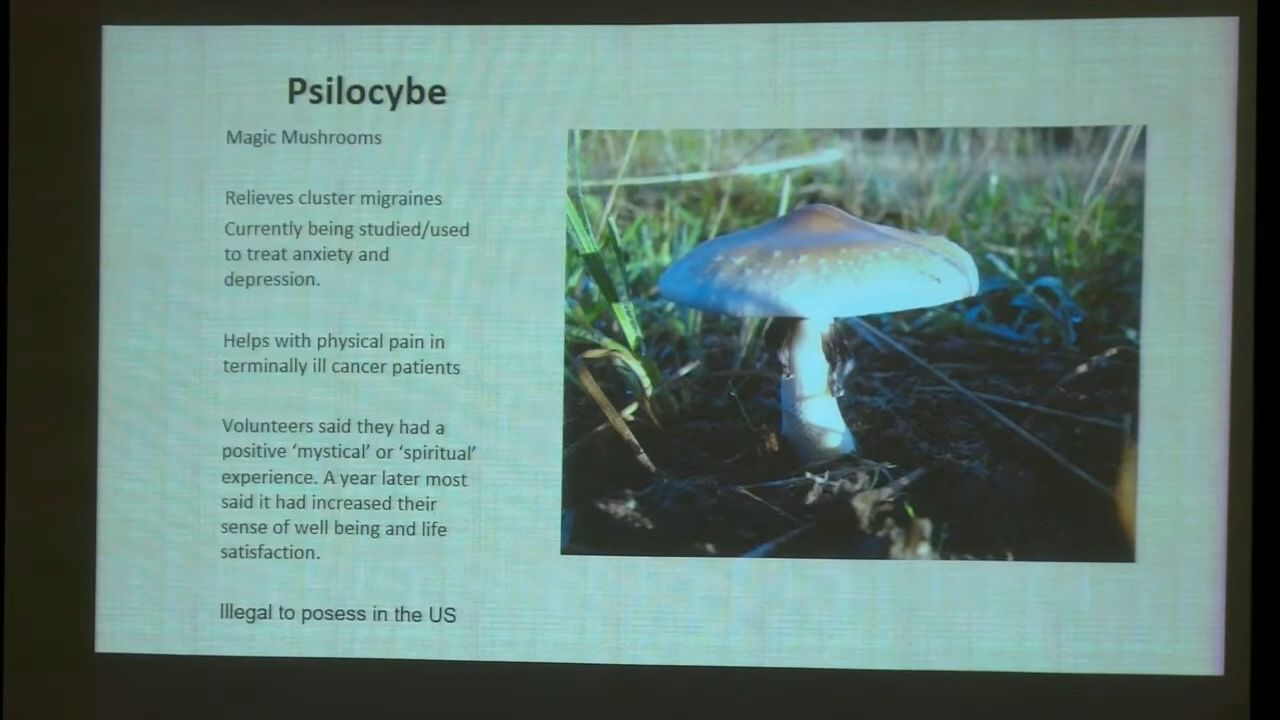 Psilocybe
Magic Mushrooms
Relieves cluster migraines
Currently being studied/used
to treat anxiety and
depression.
Helps with physical pain in
terminally ill cancer patients
Volunteers said they had a
positive ‘mystical’ or ‘spiritual’
experience. A year later most
said it had increased their
sense of well being and life
satisfaction.
Illegal to posess in the US